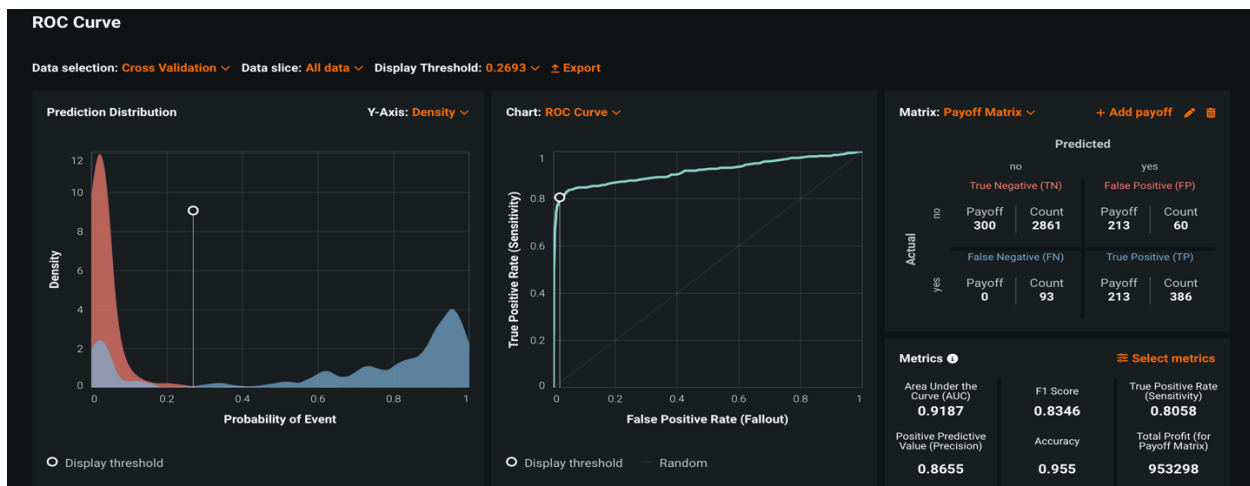 ROC Curve
Data selection: Cross Validation Data slice: All data Display Threshold: 0.2693 Export
Prediction Distribution
Y-Axis: Density
12
10
8
6
4
2
0
Density
0 0.2 0.4 0.6 0.8 1
Probability of Event
Display threshold
Chart: ROC Curve
1
0.8
0.6
0.4
0.2
0
True Positive Rate (Sensitivity)
0 0.2 0.4 0.6 0.8 1
False Positive Rate (Fallout)
Display threshold Random
Matrix: Payoff Matrix + Add payoff
Predicted
no yes
Actual
no
True Negative (TN) False Positive (FP)
Payoff Count Payoff Count
300 2861 213 60
yes
False Negative (FN) True Positive (TP)
Payoff Count Payoff Count
0 93 213 386
Metrics Select metrics
Area Under the
Curve (AUC)
0.9187
F1 Score
0.8346
True Positive Rate
(Sensitivity)
0.8058
Positive Predictive
Value (Precision)
0.8655
Accuracy
0.955
Total Profit (for
Payoff Matrix)
953298